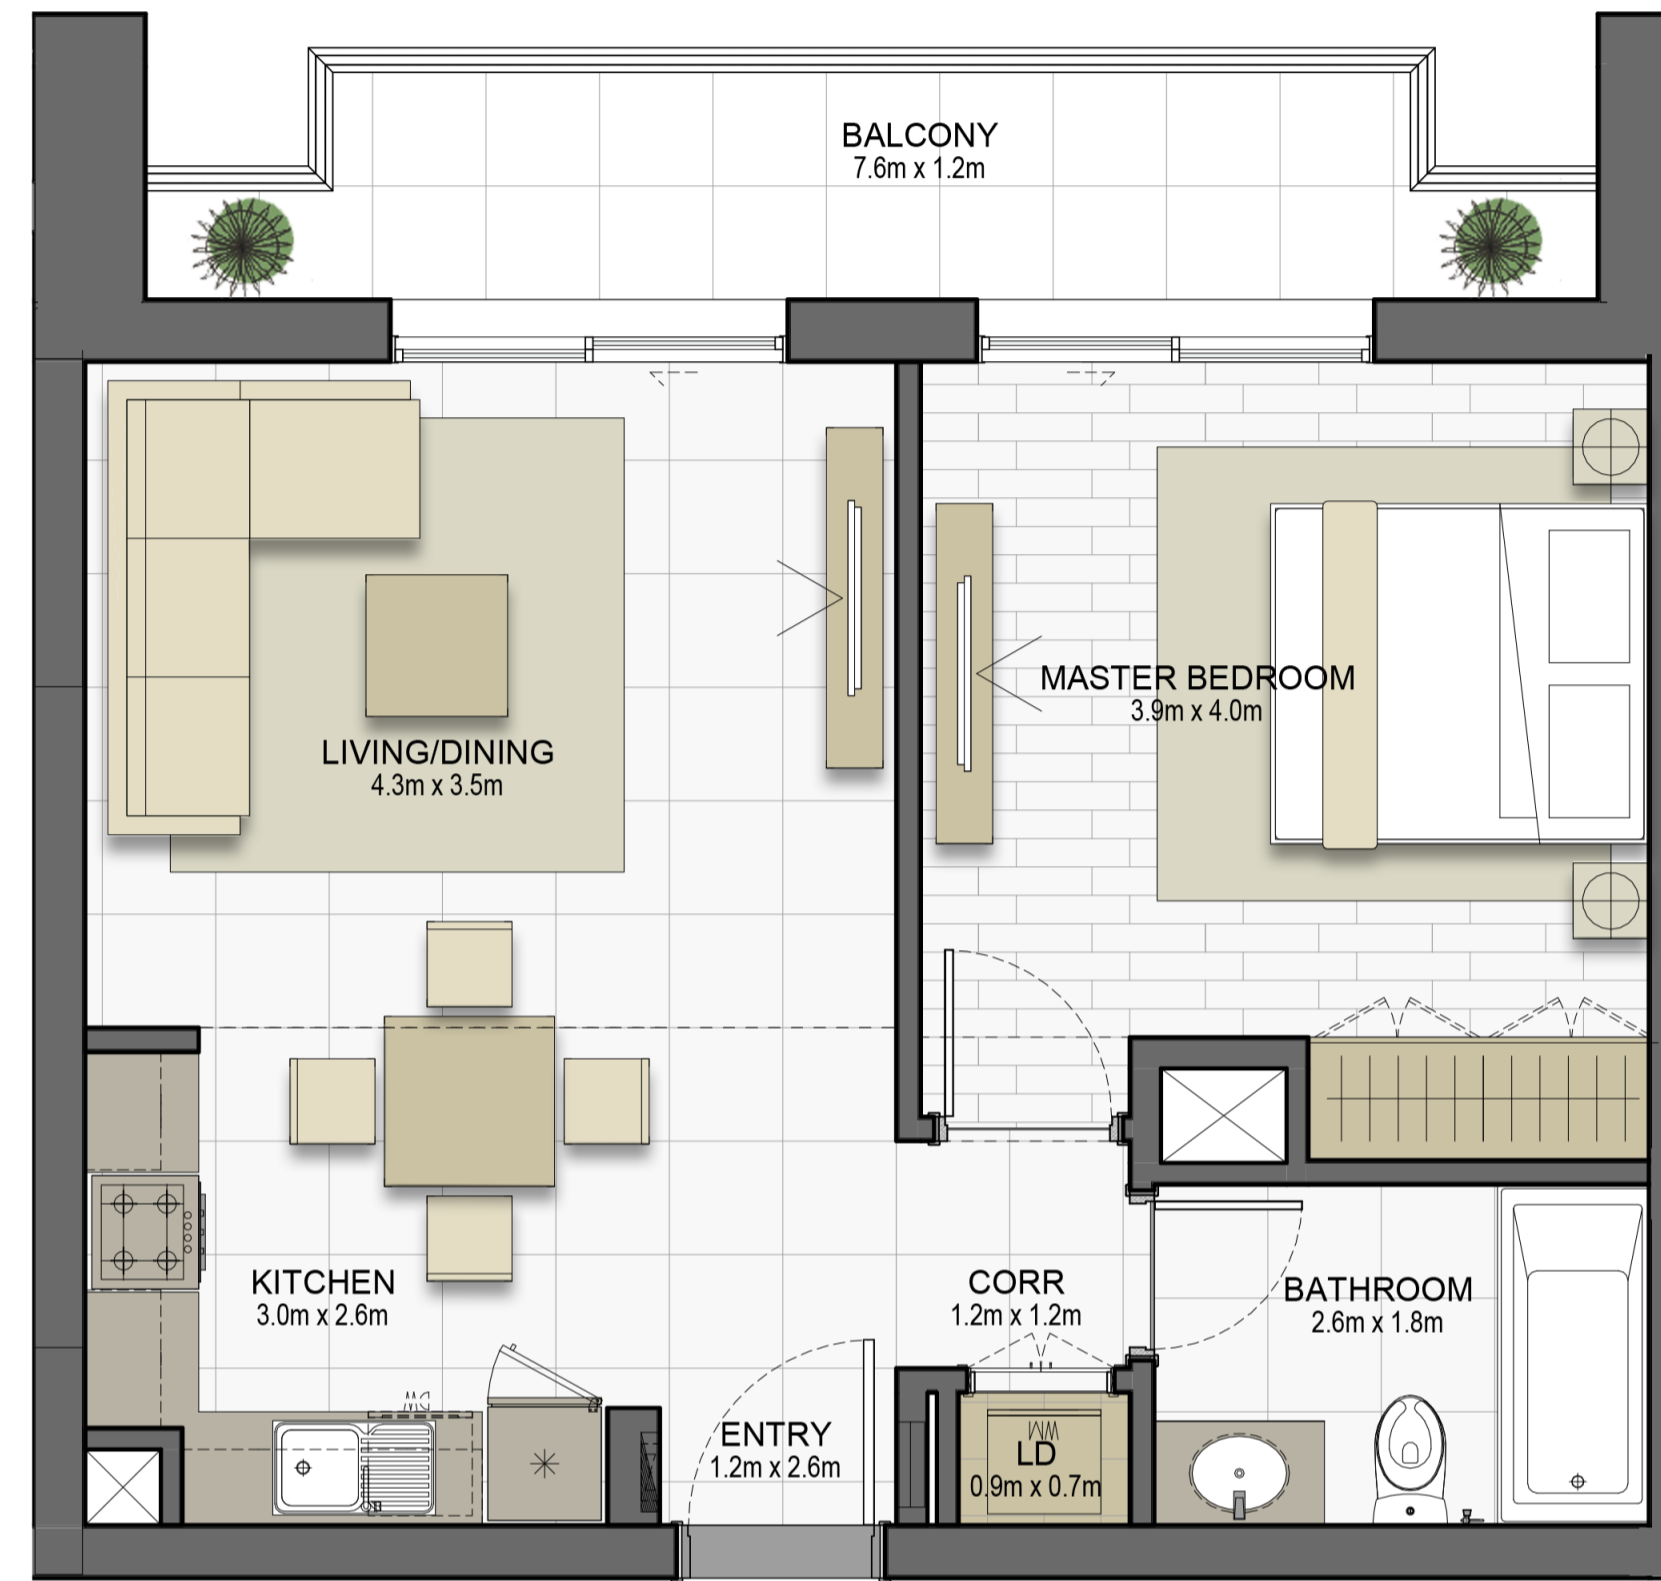 BALCONY
7.6m x 1.2m
MASTER BEDROOM
3.9m x 4.0m
LIVING/DINING
4.3m x 3.5m
KITCHEN
3.0m x 2.6m
CORR
1.2m x 1.2m
BATHROOM
2.6m x 1.8m
DW
ENTRY
1.2m x 2.6m
WM
LD
0.9m x 0.7m